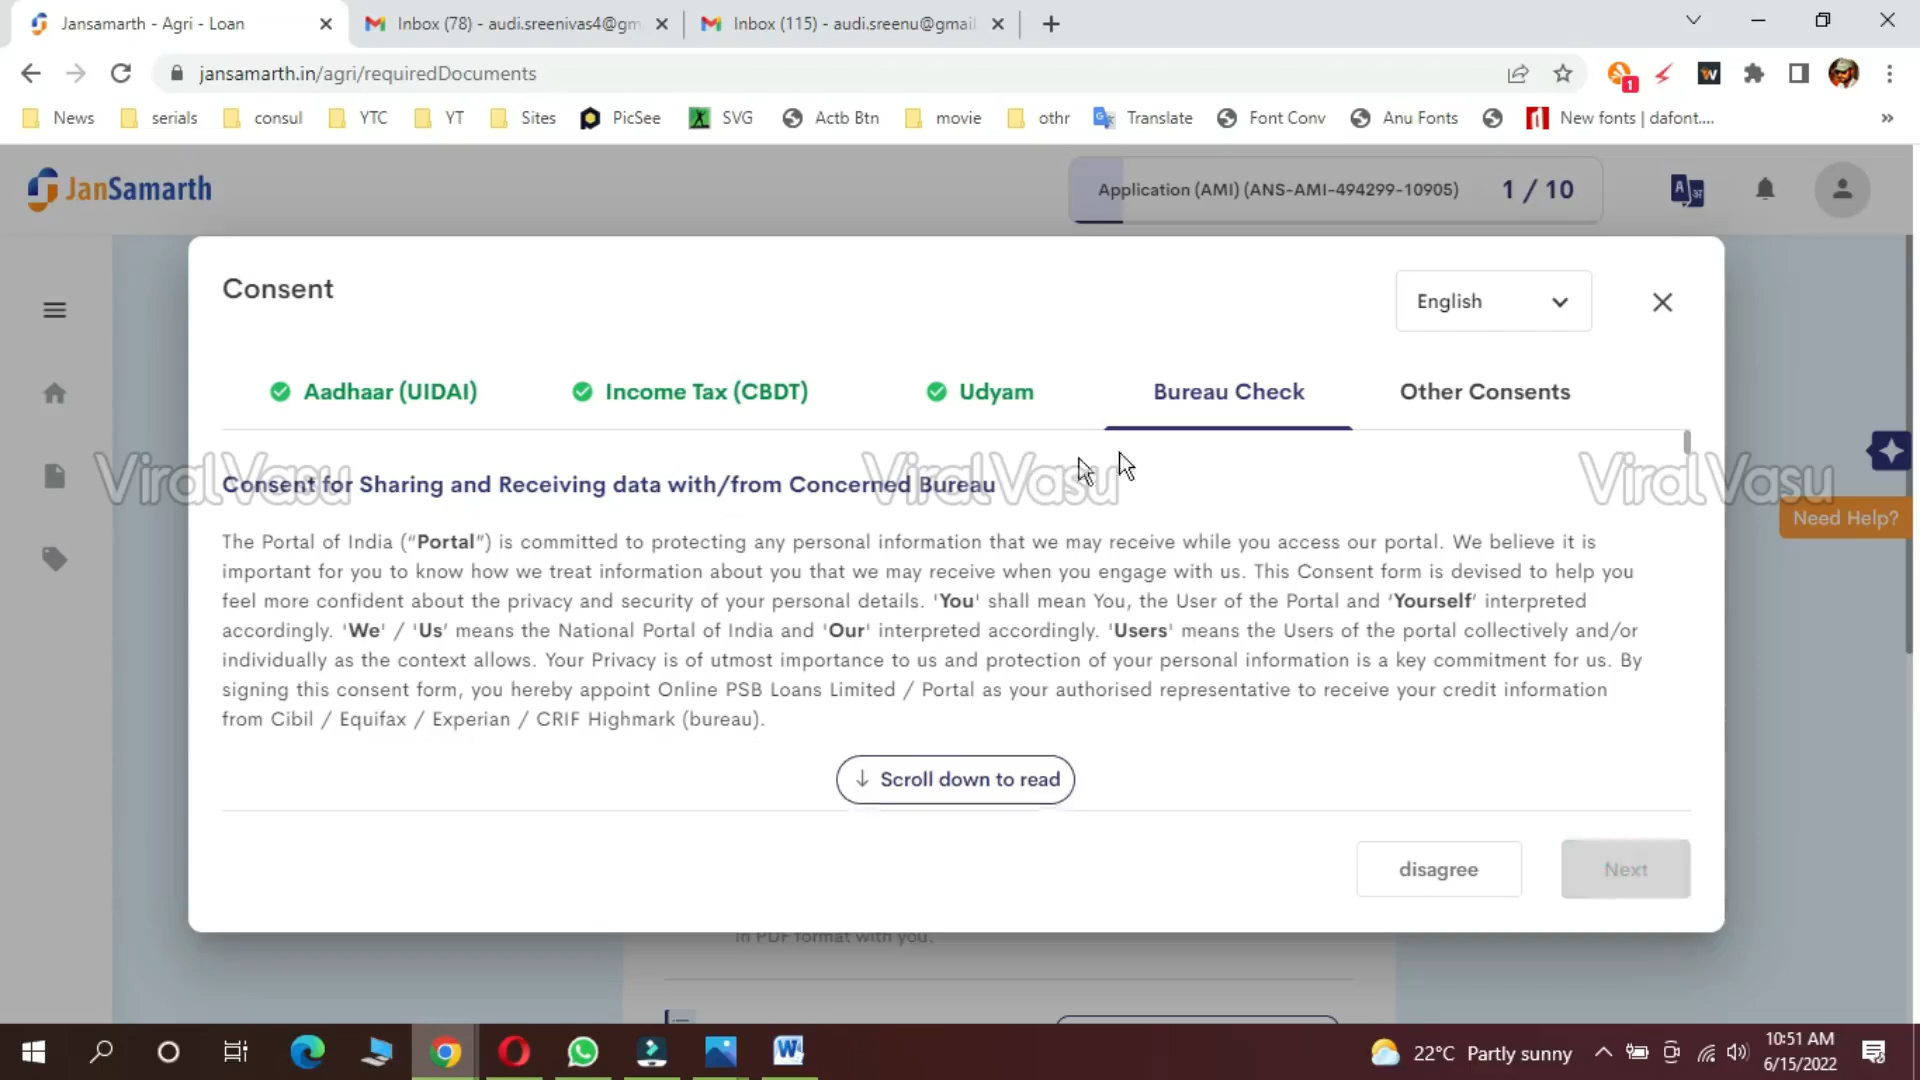 Jansamarth - Agri - Loan
Inbox (78) - audi.sreenivas4@gm
Inbox (115) - audi.sreenu@gmail
jansamarth.in/agri/requiredDocuments
1
News
serials
consul
YTC
YT
Sites
PicSee
SVG
Actb Btn
movie
othr
Translate
Font Conv
Anu Fonts
New fonts | dafont....
JanSamarth
Application (AMI) (ANS-AMI-494299-10905) 1 / 10
Consent
English
Aadhaar (UIDAI)
Income Tax (CBDT)
Udyam
Bureau Check
Other Consents
ViralVasu
ViralVasu
ViralVasu
Consent for Sharing and Receiving data with/from Concerned Bureau
Need Help?
The Portal of India (“Portal”) is committed to protecting any personal information that we may receive while you access our portal. We believe it is
important for you to know how we treat information about you that we may receive when you engage with us. This Consent form is devised to help you
feel more confident about the privacy and security of your personal details. 'You' shall mean You, the User of the Portal and ‘Yourself’ interpreted
accordingly. 'We' / 'Us’ means the National Portal of India and 'Our' interpreted accordingly. 'Users' means the Users of the portal collectively and/or
individually as the context allows. Your Privacy is of utmost importance to us and protection of your personal information is a key commitment for us. By
signing this consent form, you hereby appoint Online PSB Loans Limited / Portal as your authorised representative to receive your credit information
from Cibil / Equifax / Experian / CRIF Highmark (bureau).
Scroll down to read
disagree
Next
in PDF format with you.
22°C Partly sunny
10:51 AM
6/15/2022